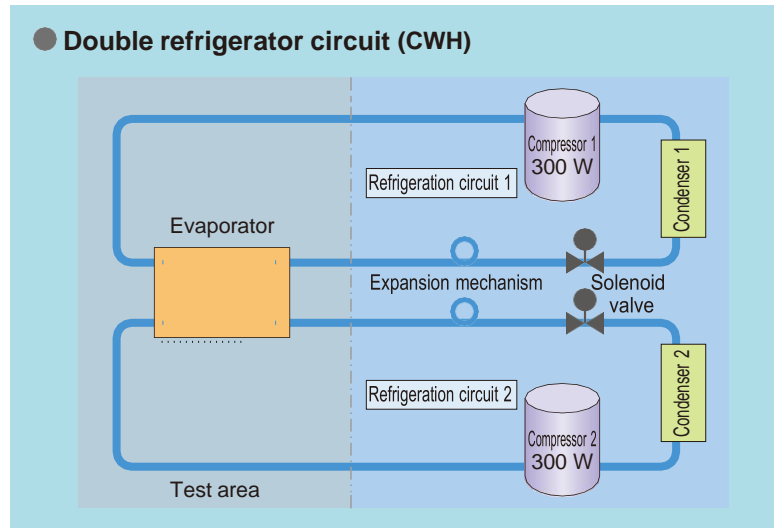 Double refrigerator circuit (CWH)
Compressor 1
300 W
Condenser 1
Refrigeration circuit 1
Evaporator
Expansion mechanism
Solenoid
valve
Refrigeration circuit 2
Condenser 2
Compressor 2
300 W
Test area